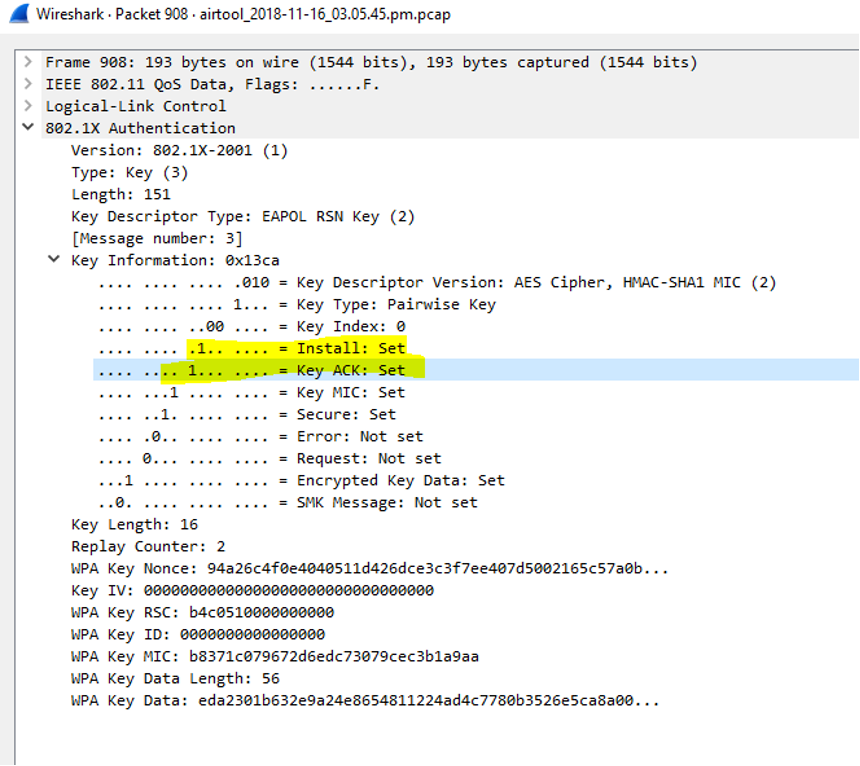 Wireshark · Packet 908 · airtool_2018-11-16_03.05.45.pm.pcap
Frame 908: 193 bytes on wire (1544 bits), 193 bytes captured (1544 bits)
IEEE 802.11 QoS Data, Flags: ......F.
Logical-Link Control
802.1X Authentication
Version: 802.1X-2001 (1)
Type: Key (3)
Length: 151
Key Descriptor Type: EAPOL RSN Key (2)
[Message number: 3]
Key Information: 0x13ca
.... .... .... .010 = Key Descriptor Version: AES Cipher, HMAC-SHA1 MIC (2)
.... .... .... 1... = Key Type: Pairwise Key
.... .... ..00 .... = Key Index: 0
.... .... .1.. .... = Install: Set
.... .... 1... .... = Key ACK: Set
.... ...1 .... .... = Key MIC: Set
.... ..1. .... .... = Secure: Set
.... .0.. .... .... = Error: Not set
.... 0... .... .... = Request: Not set
...1 .... .... .... = Encrypted Key Data: Set
..0. .... .... .... = SMK Message: Not set
Key Length: 16
Replay Counter: 2
WPA Key Nonce: 94a26c4f0e4040511d426dce3c3f7ee407d5002165c57a0b...
Key IV: 00000000000000000000000000000000
WPA Key RSC: b4c0510000000000
WPA Key ID: 0000000000000000
WPA Key MIC: b8371c079672d6edc73079cec3b1a9aa
WPA Key Data Length: 56
WPA Key Data: eda2301b632e9a24e8654811224ad4c7780b3526e5ca8a00...